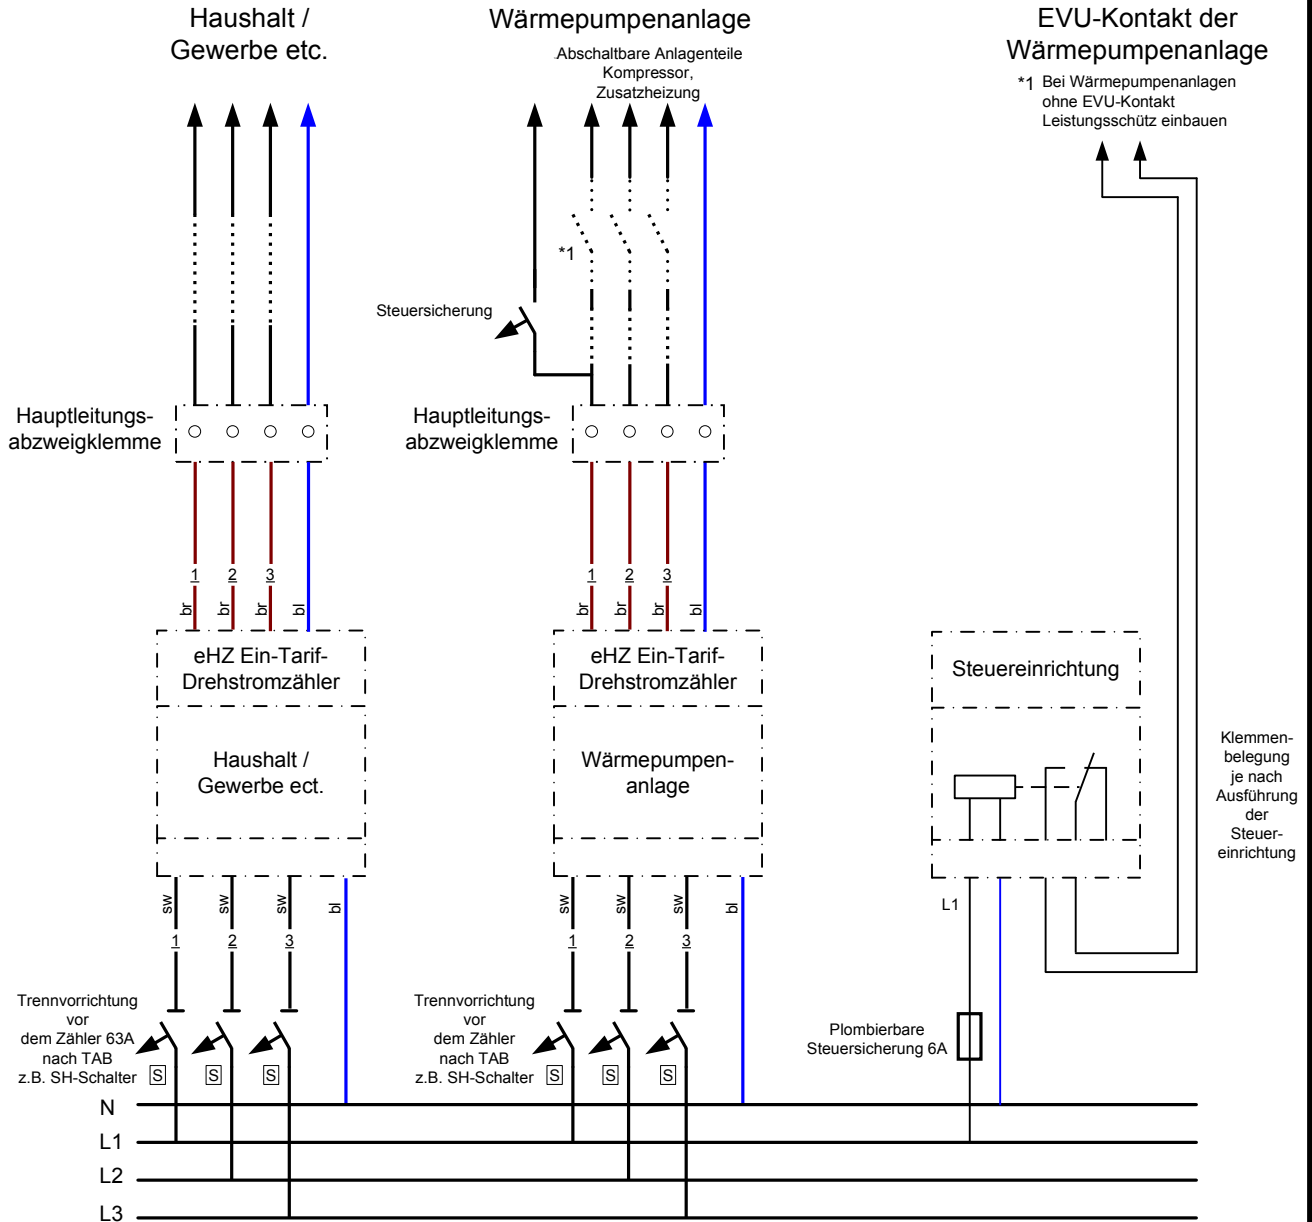 Haushalt /
Gewerbe etc.
Wärmepumpenanlage
Abschaltbare Anlagenteile
Kompressor,
Zusatzheizung
EVU-Kontakt der
Wärmepumpenanlage
*1 Bei Wärmepumpenanlagen
ohne EVU-Kontakt
Leistungsschütz einbauen
*1
Steuersicherung
Hauptleitungs-
abzweigklemme
Hauptleitungs-
abzweigklemme
1 2 3
br br br bl
1 2 3
br br br bl
eHZ Ein-Tarif-
Drehstromzähler
Haushalt /
Gewerbe ect.
eHZ Ein-Tarif-
Drehstromzähler
Wärmepumpen-
anlage
Steuereinrichtung
Klemmen-
belegung
je nach
Ausführung
der
Steuer-
einrichtung
sw sw sw bl
1 2 3
sw sw sw bl
1 2 3
L1
Trennvorrichtung
vor
dem Zähler 63A
nach TAB
z.B. SH-Schalter
S S S
Trennvorrichtung
vor
dem Zähler
nach TAB
z.B. SH-Schalter
S S S
Plombierbare
Steuersicherung 6A
N
L1
L2
L3